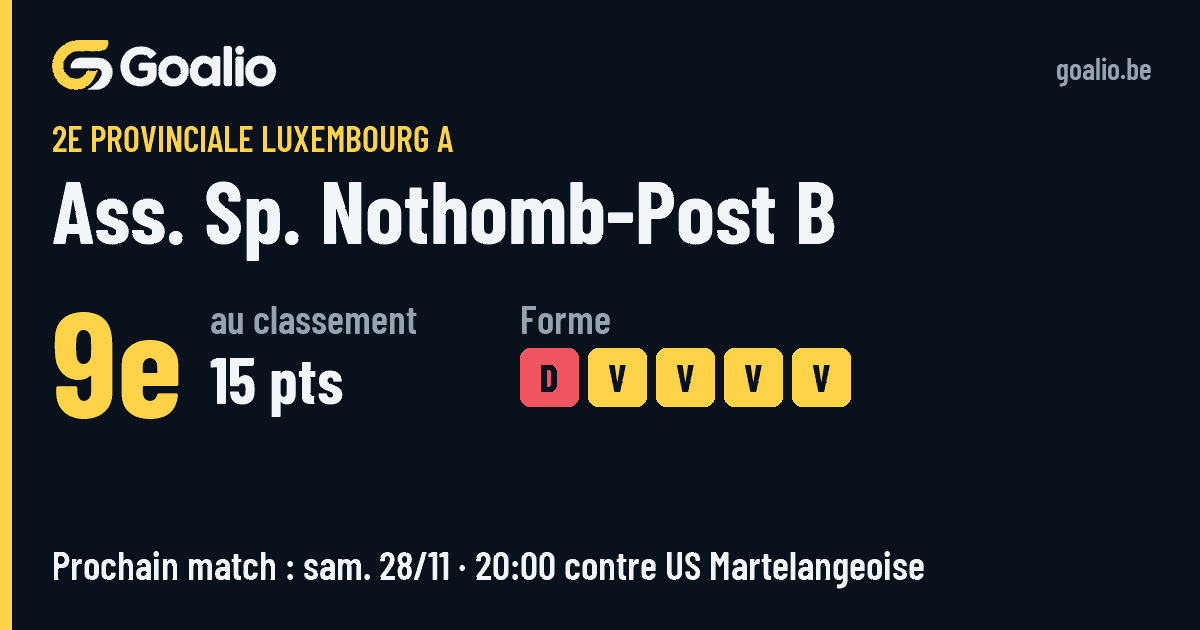 Goalio
goalio.be
2E PROVINCIALE LUXEMBOURG A
Ass. Sp. Nothomb-Post B
9e
au classement
15 pts
Forme
D V V V V
Prochain match : sam. 28/11 · 20:00 contre US Martelangeoise